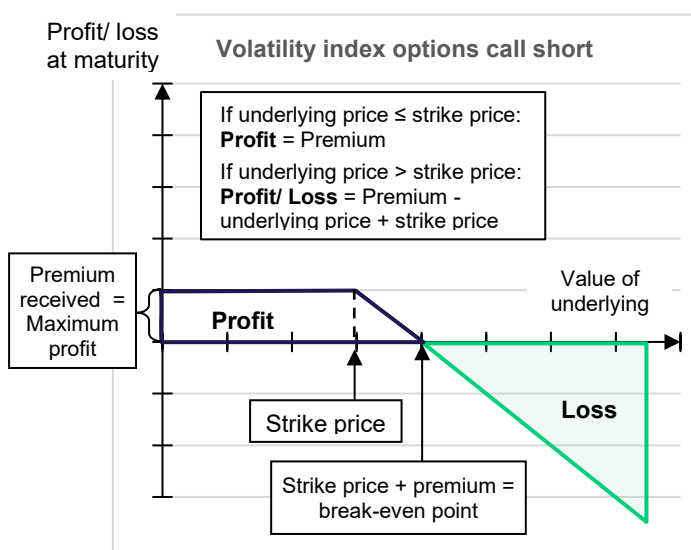 Profit/ loss
at maturity
Volatility index options call short
If underlying price ≤ strike price:
Profit = Premium
If underlying price > strike price:
Profit/ Loss = Premium -
underlying price + strike price
Premium
received =
Maximum
profit
Profit
Value of
underlying
Strike price
Loss
Strike price + premium =
break-even point